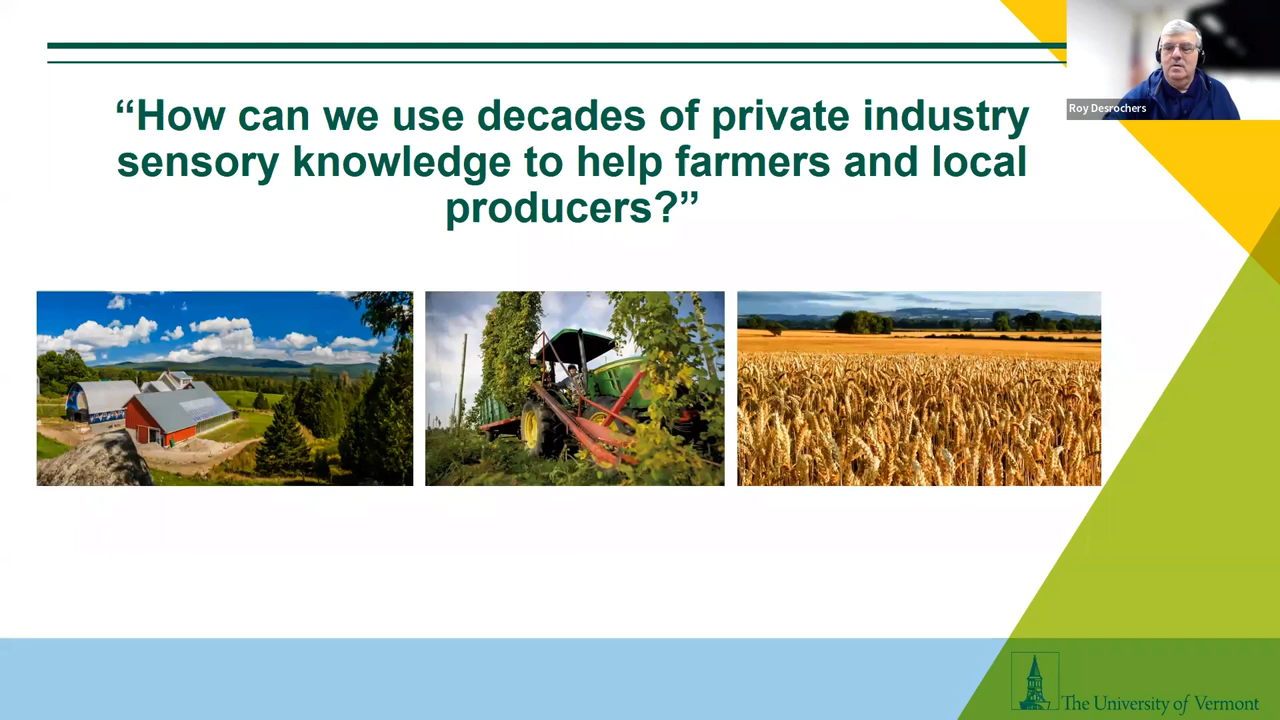 “How can we use decades of private industry
sensory knowledge to help farmers and local
producers?”
Roy Desrochers
The University of Vermont